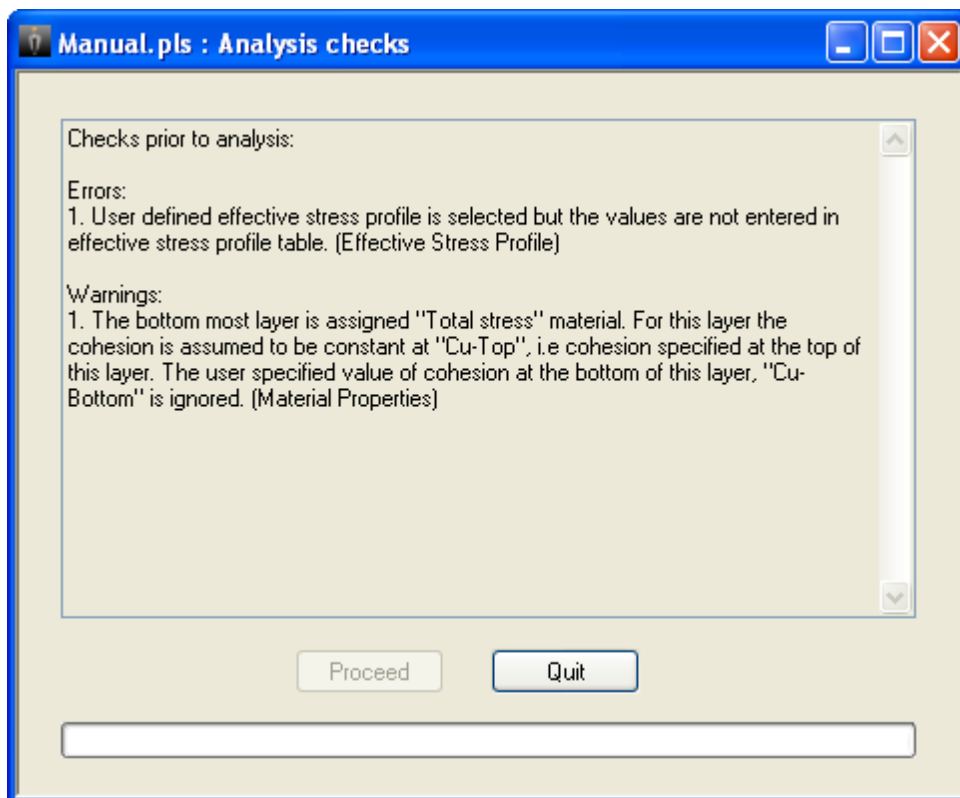 Manual.pls : Analysis checks
Checks prior to analysis:
Errors:
1. User defined effective stress profile is selected but the values are not entered in
effective stress profile table. (Effective Stress Profile)
Warnings:
1. The bottom most layer is assigned "Total stress" material. For this layer the
cohesion is assumed to be constant at "Cu-Top", i.e cohesion specified at the top of
this layer. The user specified value of cohesion at the bottom of this layer, "Cu-
Bottom" is ignored. (Material Properties)
Proceed
Quit